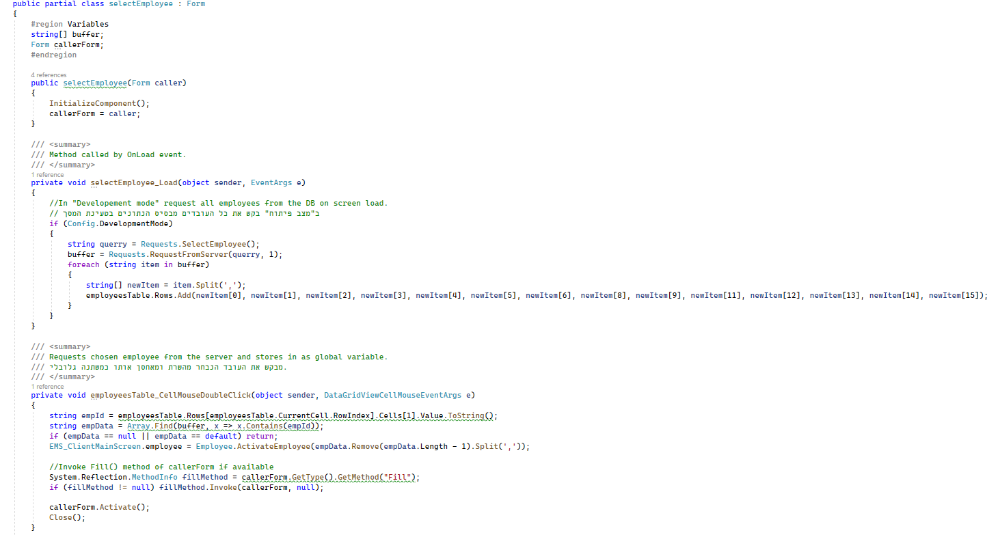 public partial class selectEmployee : Form
{
#region Variables
string[] buffer;
Form callerForm;
#endregion
4 references
public selectEmployee(Form caller)
{
InitializeComponent();
callerForm = caller;
}
/// <summary>
/// Method called by OnLoad event.
/// </summary>
1 reference
private void selectEmployee_Load(object sender, EventArgs e)
{
//In "Developement mode" request all employees from the DB on screen load.
// ב"מצב פיתוח" בקש את כל העובדים מבסיס הנתונים בטעינת המסך
if (Config.DevelopmentMode)
{
string querry = Requests.SelectEmployee();
buffer = Requests.RequestFromServer(querry, 1);
foreach (string item in buffer)
{
string[] newItem = item.Split(',');
employeesTable.Rows.Add(newItem[0], newItem[1], newItem[2], newItem[3], newItem[4], newItem[5], newItem[6], newItem[8], newItem[9], newItem[11], newItem[12], newItem[13], newItem[14], newItem[15]);
}
}
}
/// <summary>
/// Requests chosen employee from the server and stores in as global variable.
/// מבקש את העובד הנבחר מהשרת ומאחסן אותו במשתנה גלובלי.
/// </summary>
1 reference
private void employeesTable_CellMouseDoubleClick(object sender, DataGridViewCellMouseEventArgs e)
{
string empId = employeesTable.Rows[employeesTable.CurrentCell.RowIndex].Cells[1].Value.ToString();
string empData = Array.Find(buffer, x => x.Contains(empId));
if (empData == null || empData == default) return;
EMS_ClientMainScreen.employee = Employee.ActivateEmployee(empData.Remove(empData.Length - 1).Split(','));
//Invoke Fill() method of callerForm if available
System.Reflection.MethodInfo fillMethod = callerForm.GetType().GetMethod("Fill");
if (fillMethod != null) fillMethod.Invoke(callerForm, null);
callerForm.Activate();
Close();
}